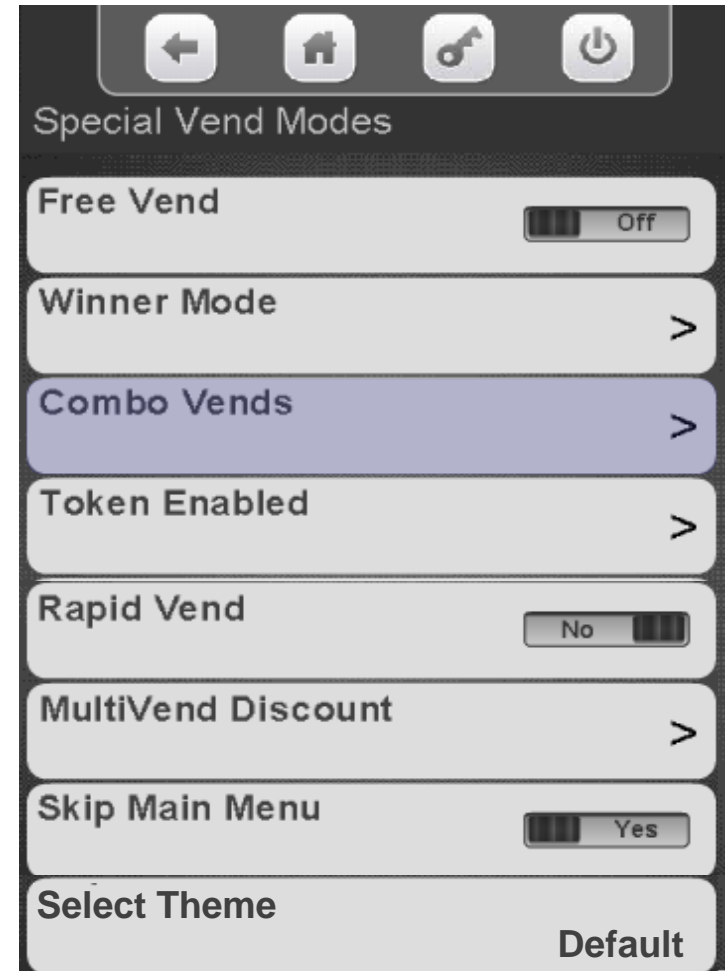 Special Vend Modes
Free Vend
Off
Winner Mode
>
Combo Vends
>
Token Enabled
>
Rapid Vend
No
MultiVend Discount
>
Skip Main Menu
Yes
Select Theme
Default